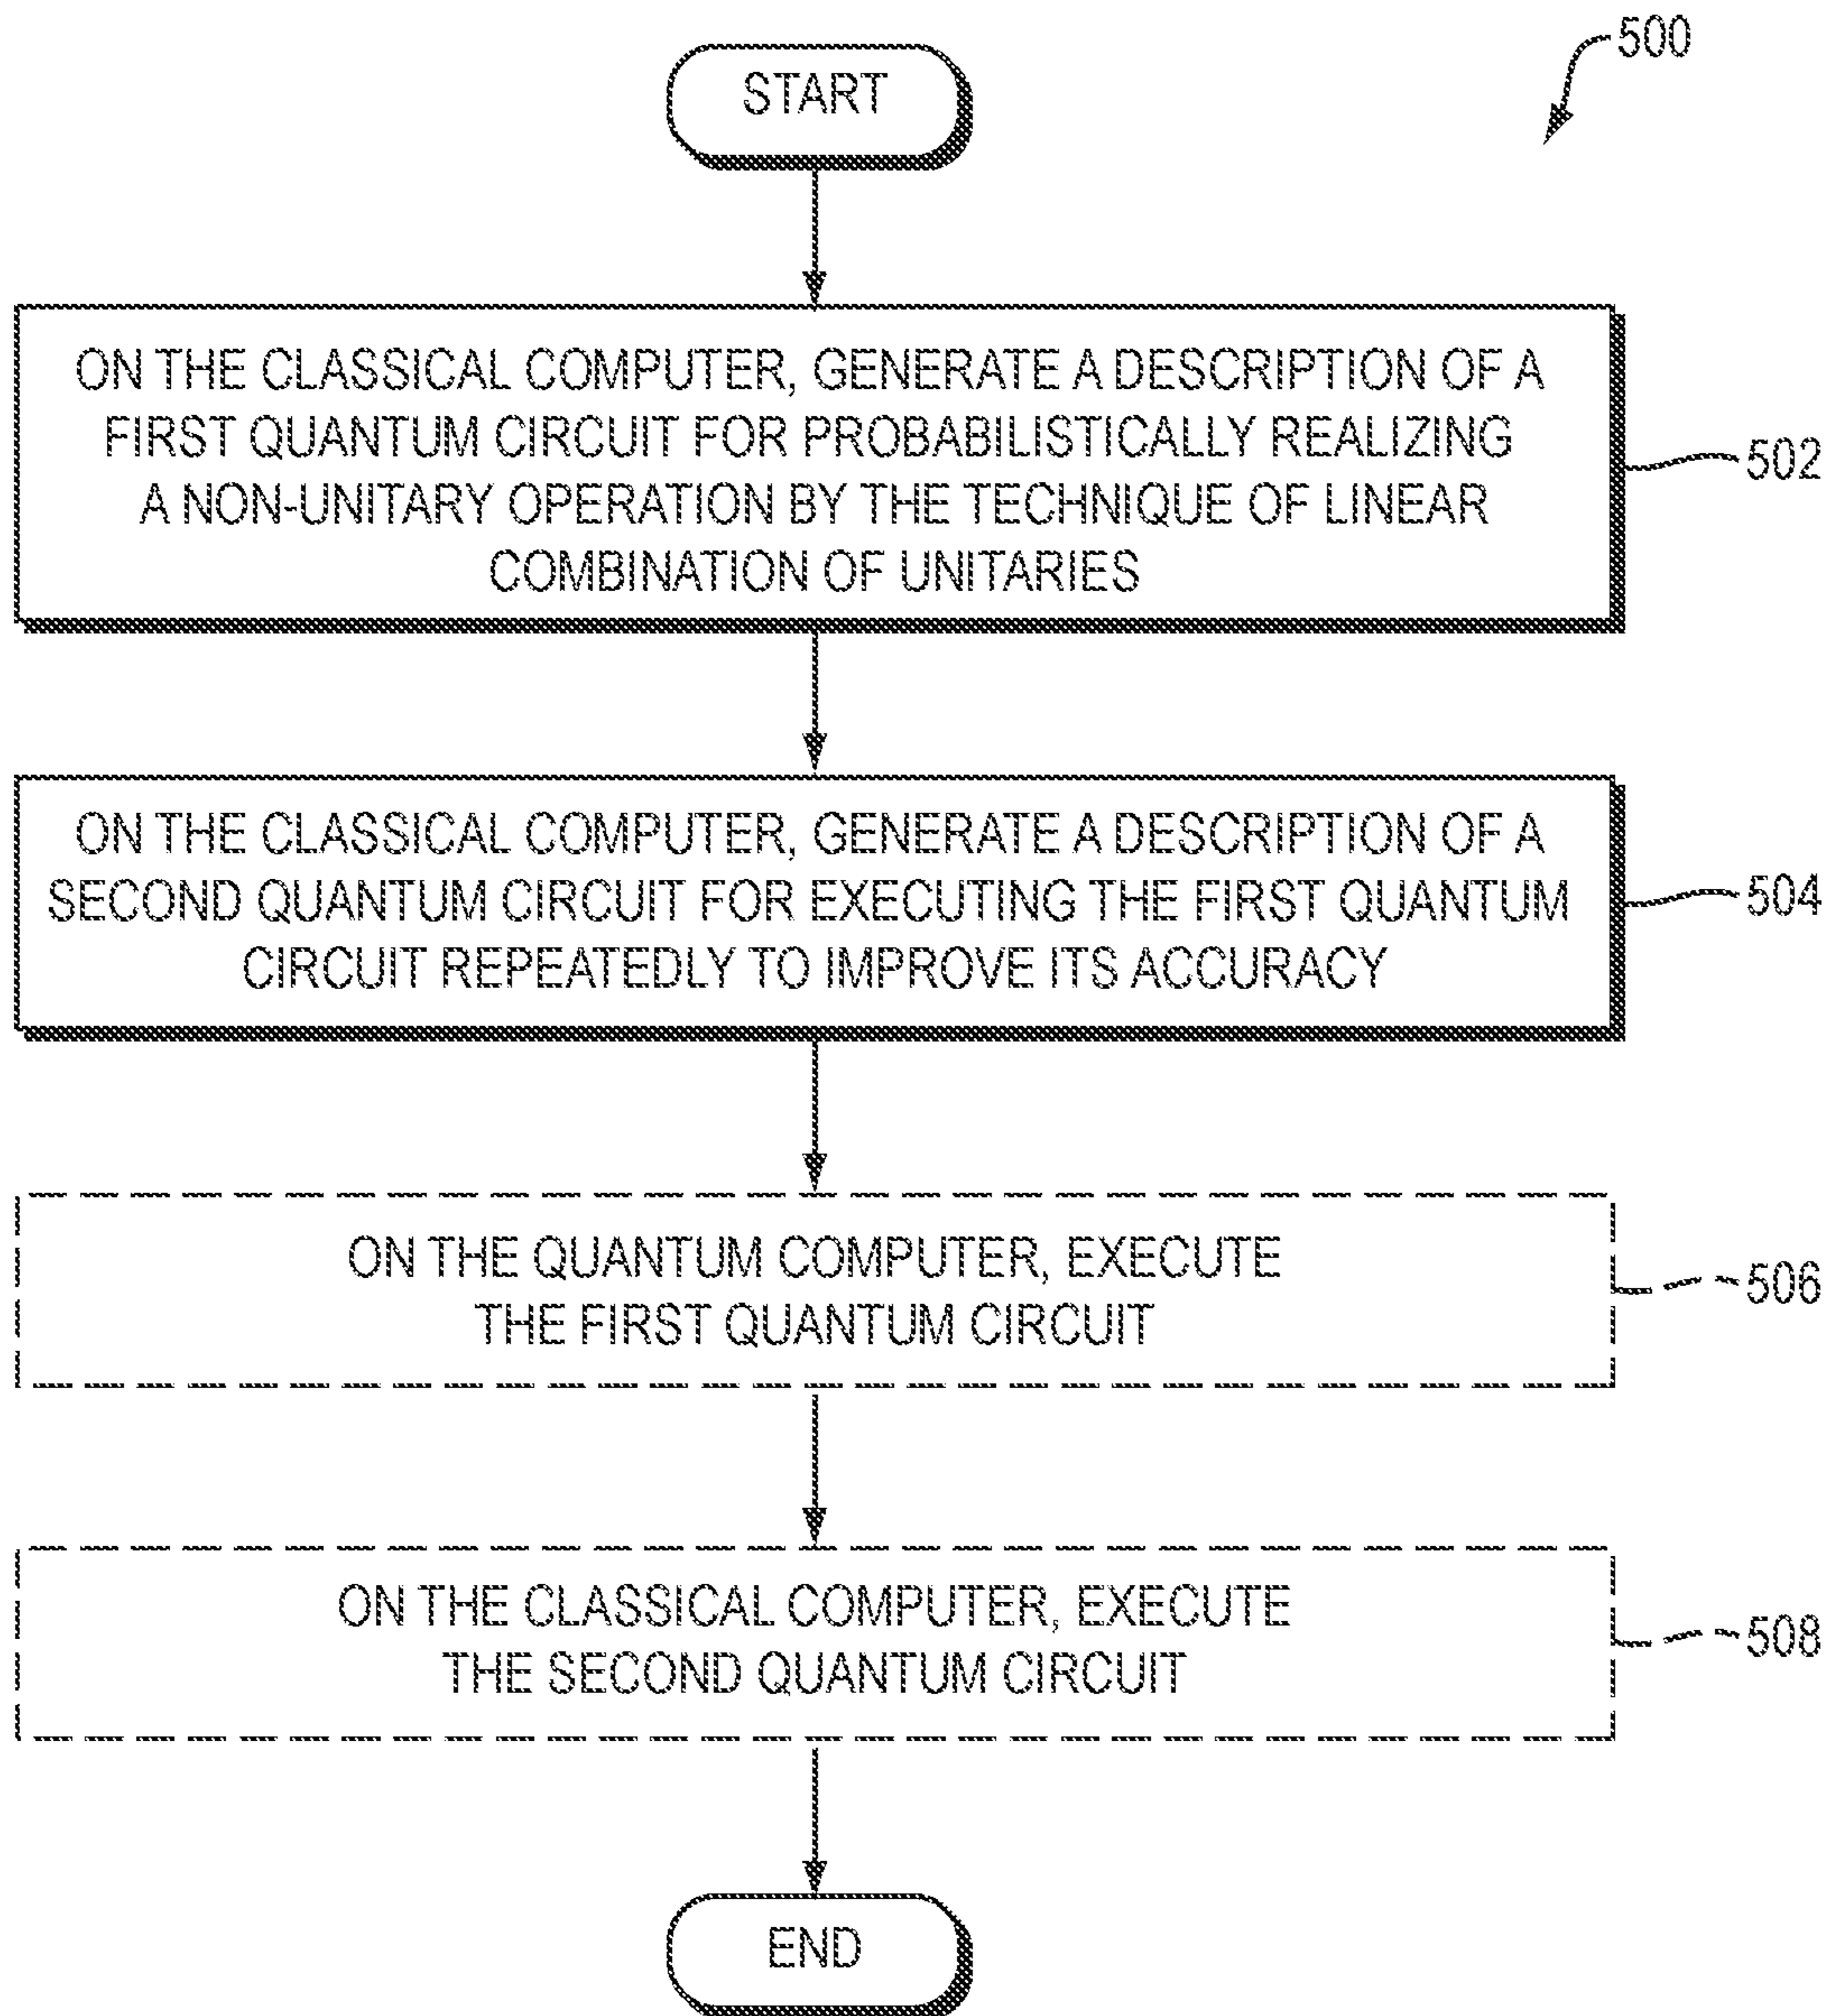 500
START
ON THE CLASSICAL COMPUTER, GENERATE A DESCRIPTION OF A
FIRST QUANTUM CIRCUIT FOR PROBABILISTICALLY REALIZING
A NON-UNITARY OPERATION BY THE TECHNIQUE OF LINEAR
COMBINATION OF UNITARIES
502
ON THE CLASSICAL COMPUTER, GENERATE A DESCRIPTION OF A
SECOND QUANTUM CIRCUIT FOR EXECUTING THE FIRST QUANTUM
CIRCUIT REPEATEDLY TO IMPROVE ITS ACCURACY
504
ON THE QUANTUM COMPUTER, EXECUTE
THE FIRST QUANTUM CIRCUIT
506
ON THE CLASSICAL COMPUTER, EXECUTE
THE SECOND QUANTUM CIRCUIT
508
END